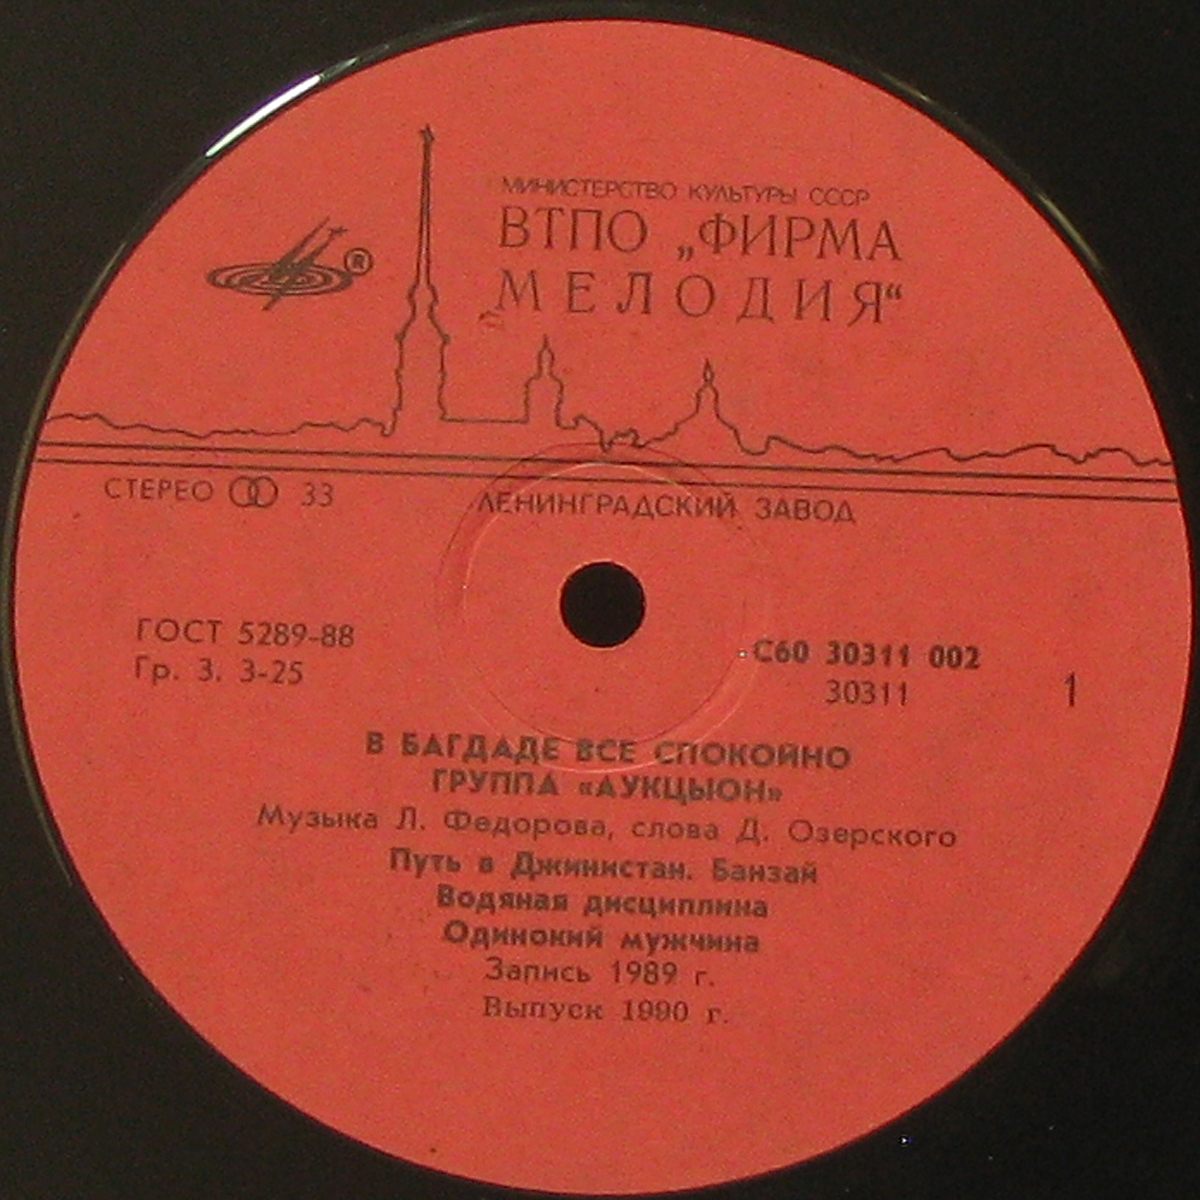 МИНИСТЕРСТВО КУЛЬТУРЫ СССР
ВТПО „ФИРМА
МЕЛОДИЯ“
®
СТЕРЕО 33
ЛЕНИНГРАДСКИЙ ЗАВОД
ГОСТ 5289-88
Гр. 3. 3-25
С60 30311 002
30311
1
В БАГДАДЕ ВСЕ СПОКОЙНО
ГРУППА «АУКЦЫОН»
Музыка Л. Федорова, слова Д. Озерского
Путь в Джинистан. Банзай
Водяная дисциплина
Одинокий мужчина
Запись 1989 г.
Выпуск 1990 г.